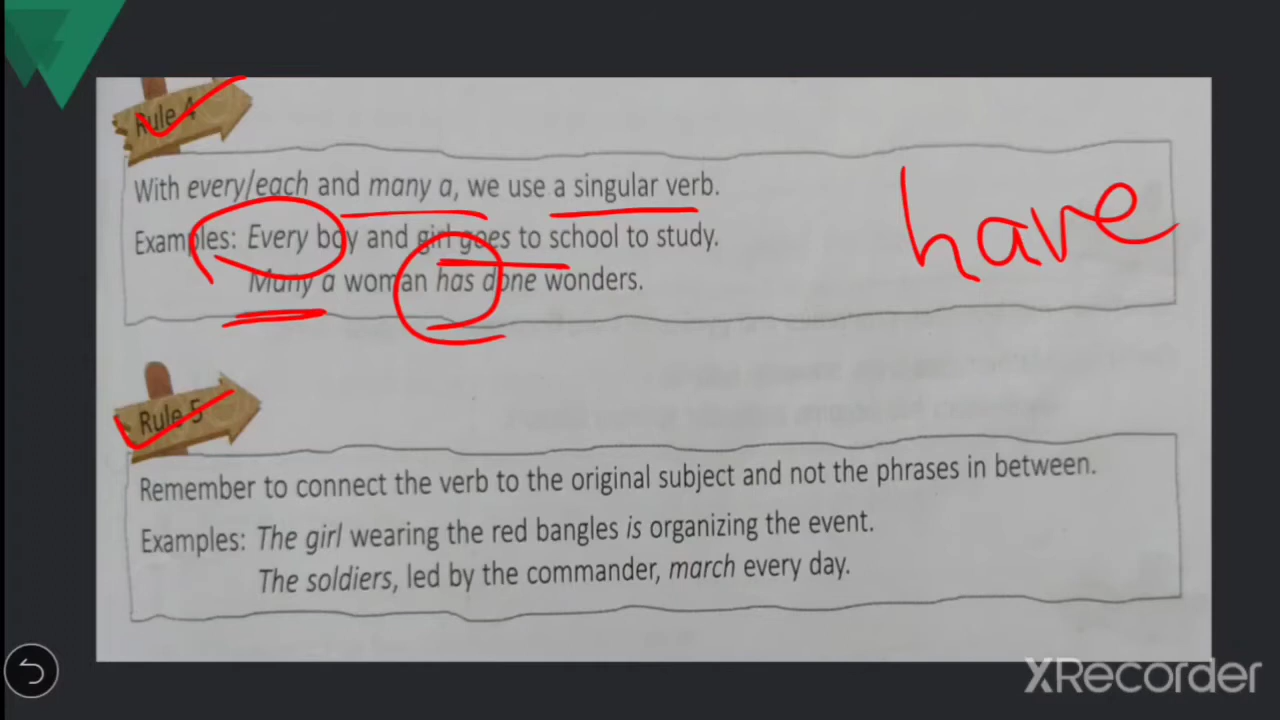 Rule 4
With every/each and many a, we use a singular verb.
Examples: Every boy and girl goes to school to study.
Many a woman has done wonders.
have
Rule 5
Remember to connect the verb to the original subject and not the phrases in between.
Examples: The girl wearing the red bangles is organizing the event.
The soldiers, led by the commander, march every day.
XRecorder